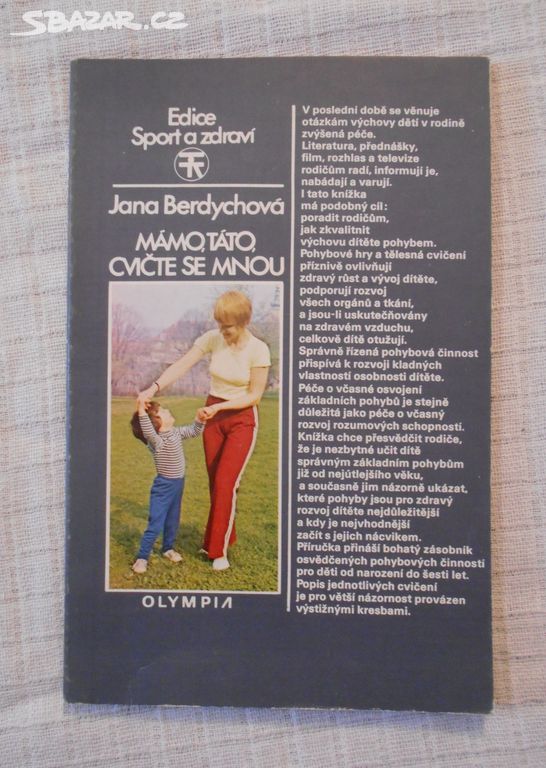 SBAZAR.CZ
Edice
Sport a zdraví
Jana Berdychová
MÁMO, TÁTO,
CVIČTE SE MNOU
OLYMPIA
V poslední době se věnuje
otázkám výchovy dětí v rodině
zvýšená péče.
Literatura, přednášky,
film, rozhlas a televize
rodičům radí, informují je,
nabádají a varují.
I tato knížka
má podobný cíl:
poradit rodičům,
jak zkvalitnit
výchovu dítěte pohybem.
Pohybové hry a tělesná cvičení
příznivě ovlivňují
zdravý růst a vývoj dítěte,
podporují rozvoj
všech orgánů a tkání,
a jsou-li uskutečňovány
na zdravém vzduchu,
celkově dítě otužují.
Správně řízená pohybová činnost
přispívá k rozvoji kladných
vlastností osobnosti dítěte.
Péče o včasné osvojení
základních pohybů je stejně
důležitá jako péče o včasný
rozvoj rozumových schopností.
Knížka chce přesvědčit rodiče,
že je nezbytné učit dítě
správným základním pohybům
již od nejútlejšího věku,
a současně jim názorně ukázat,
které pohyby jsou pro zdravý
rozvoj dítěte nejdůležitější
a kdy je nejvhodnější
začít s jejich nácvikem.
Příručka přináší bohatý zásobník
osvědčených pohybových činností
pro děti od narození do šesti let.
Popis jednotlivých cvičení
je pro větší názornost provázen
výstižnými kresbami.